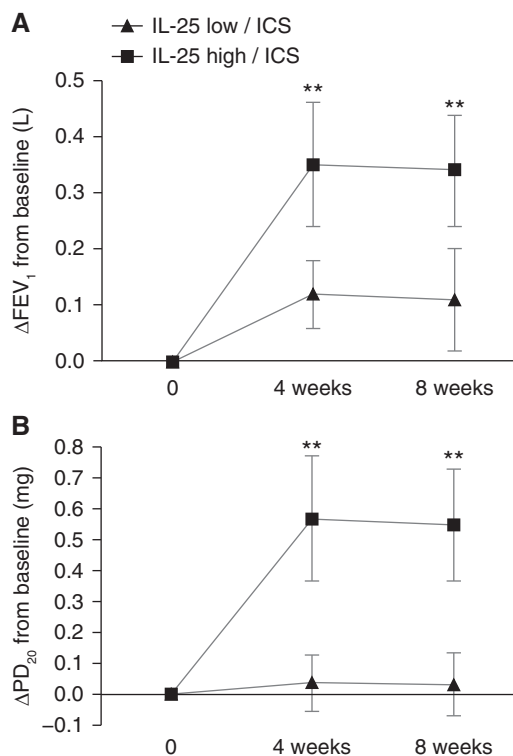 A
IL-25 low / ICS
IL-25 high / ICS
ΔFEV₁ from baseline (L)
0.5
0.4
0.3
0.2
0.1
0.0
**
**
0 4 weeks 8 weeks
B
ΔPD₂₀ from baseline (mg)
0.8
0.7
0.6
0.5
0.4
0.3
0.2
0.1
0.0
–0.1
**
**
0 4 weeks 8 weeks